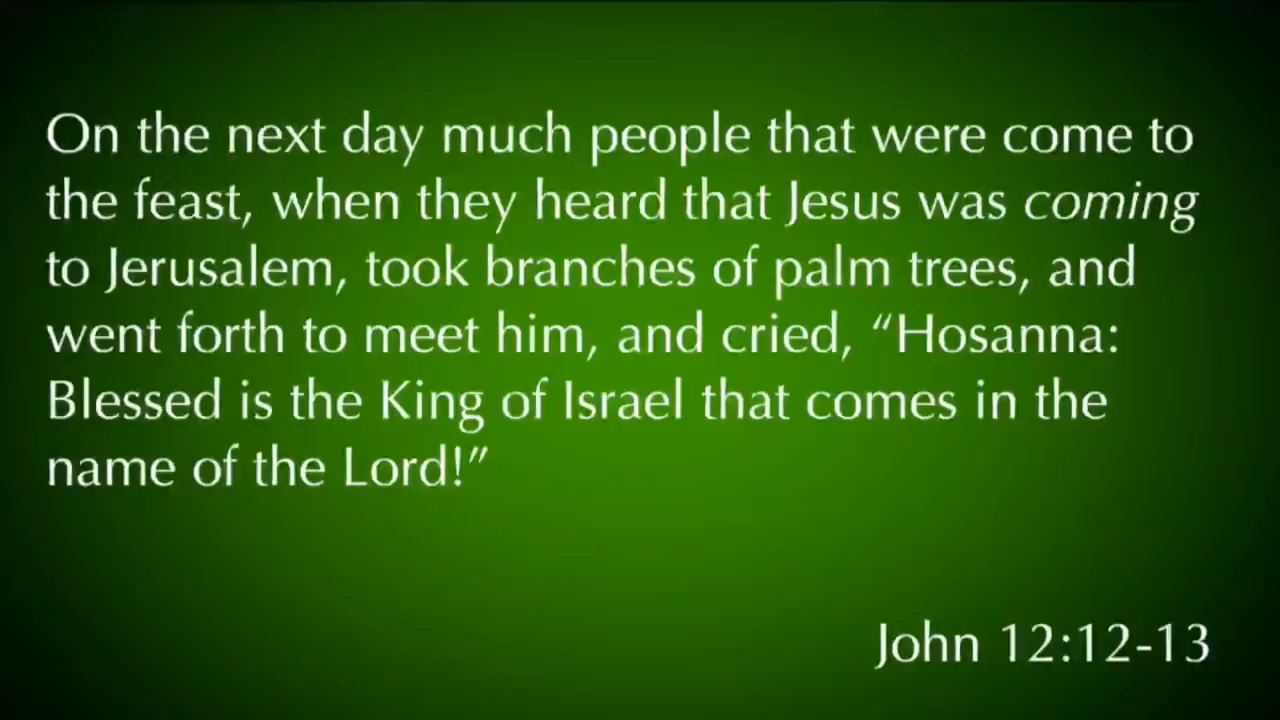 On the next day much people that were come to
the feast, when they heard that Jesus was coming
to Jerusalem, took branches of palm trees, and
went forth to meet him, and cried, “Hosanna:
Blessed is the King of Israel that comes in the
name of the Lord!”
John 12:12-13